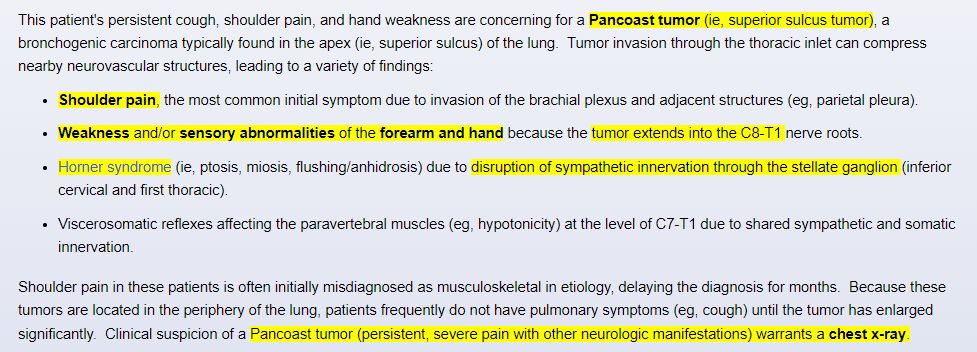 This patient's persistent cough, shoulder pain, and hand weakness are concerning for a Pancoast tumor (ie, superior sulcus tumor), a
bronchogenic carcinoma typically found in the apex (ie, superior sulcus) of the lung. Tumor invasion through the thoracic inlet can compress
nearby neurovascular structures, leading to a variety of findings:
• Shoulder pain, the most common initial symptom due to invasion of the brachial plexus and adjacent structures (eg, parietal pleura).
• Weakness and/or sensory abnormalities of the forearm and hand because the tumor extends into the C8-T1 nerve roots.
• Horner syndrome (ie, ptosis, miosis, flushing/anhidrosis) due to disruption of sympathetic innervation through the stellate ganglion (inferior
cervical and first thoracic).
• Viscerosomatic reflexes affecting the paravertebral muscles (eg, hypotonicity) at the level of C7-T1 due to shared sympathetic and somatic
innervation.
Shoulder pain in these patients is often initially misdiagnosed as musculoskeletal in etiology, delaying the diagnosis for months. Because these
tumors are located in the periphery of the lung, patients frequently do not have pulmonary symptoms (eg, cough) until the tumor has enlarged
significantly. Clinical suspicion of a Pancoast tumor (persistent, severe pain with other neurologic manifestations) warrants a chest x-ray.